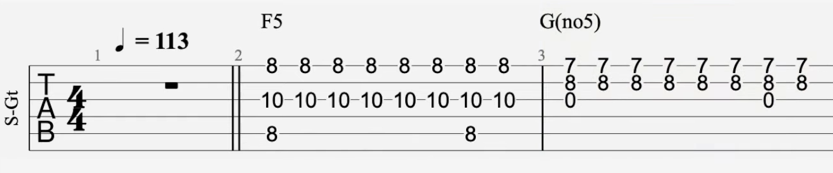 F5 G(no5)
♩ = 113
1 2 3
8 8 8 8 8 8 8 8 7 7 7 7 7 7 7 7
T 8 8 8 8 8 8 8 8
S-Gt A 4 10 10 10 10 10 10 10 10 0 0
4
B 8 8